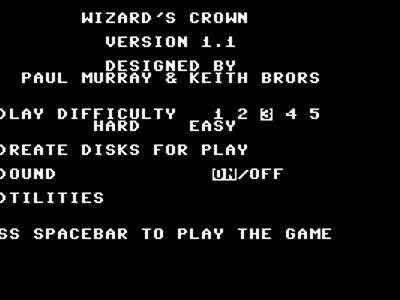 WIZARD'S CROWN
VERSION 1.1
DESIGNED BY
PAUL MURRAY & KEITH BRORS
)LAY DIFFICULTY 1 2 3 4 5
HARD EASY
)REATE DISKS FOR PLAY
)OUND ON/OFF
)TILITIES
SS SPACEBAR TO PLAY THE GAME